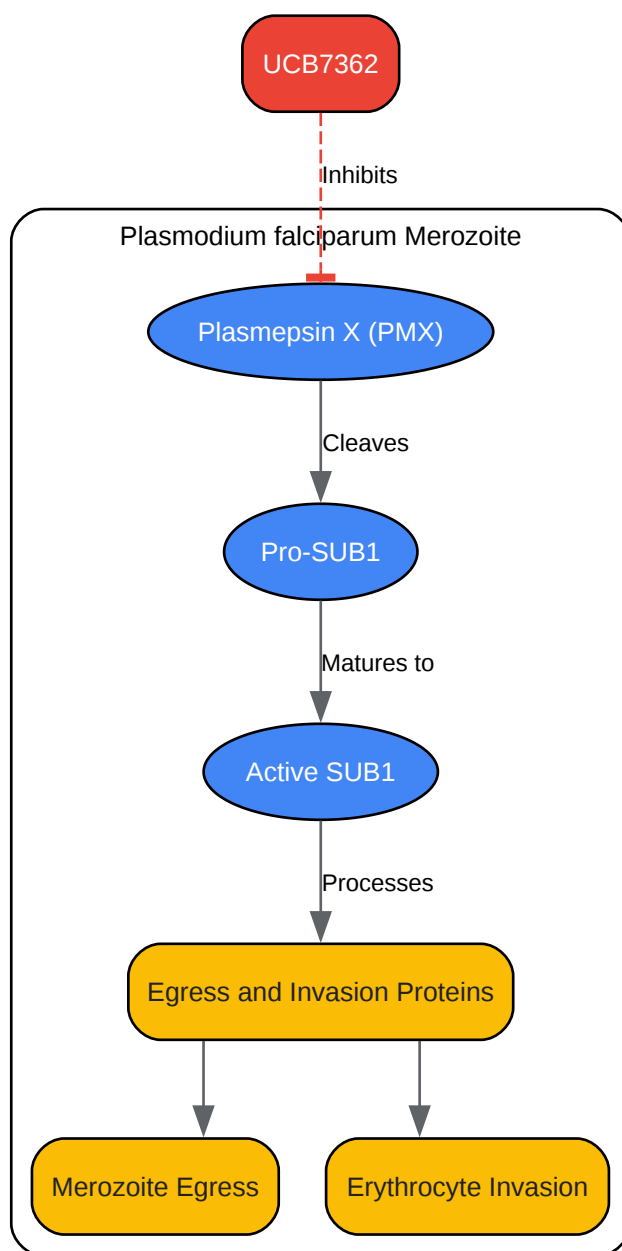 UCB7362
Inhibits
Plasmodium falciparum Merozoite
Plasmepsin X (PMX)
Cleaves
Pro-SUB1
Matures to
Active SUB1
Processes
Egress and Invasion Proteins
Merozoite Egress
Erythrocyte Invasion